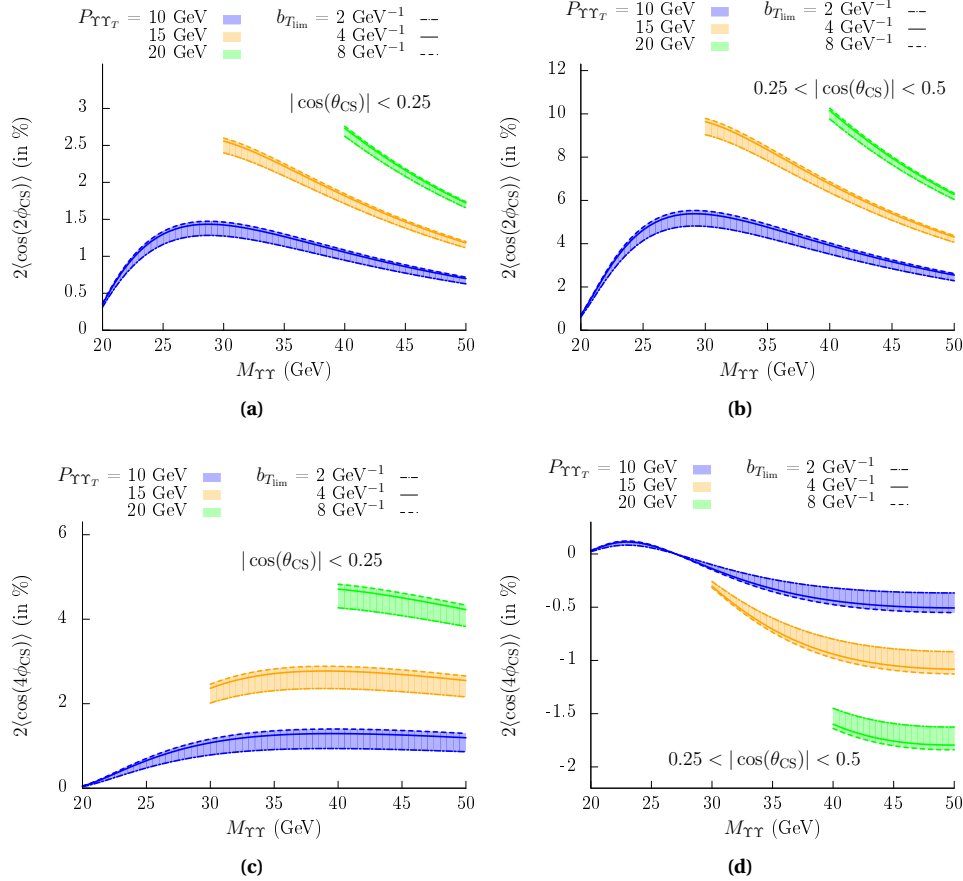 P_{ΥΥ_T} = 10 GeV b_{T_lim} = 2 GeV⁻¹
15 GeV 4 GeV⁻¹
20 GeV 8 GeV⁻¹
|cos(θ_CS)| < 0.25
2⟨cos(2ϕ_CS)⟩ (in %)
3
2.5
2
1.5
1
0.5
0
20 25 30 35 40 45 50
M_ΥΥ (GeV)
(a)
P_{ΥΥ_T} = 10 GeV b_{T_lim} = 2 GeV⁻¹
15 GeV 4 GeV⁻¹
20 GeV 8 GeV⁻¹
0.25 < |cos(θ_CS)| < 0.5
2⟨cos(2ϕ_CS)⟩ (in %)
12
10
8
6
4
2
0
20 25 30 35 40 45 50
M_ΥΥ (GeV)
(b)
P_{ΥΥ_T} = 10 GeV b_{T_lim} = 2 GeV⁻¹
15 GeV 4 GeV⁻¹
20 GeV 8 GeV⁻¹
|cos(θ_CS)| < 0.25
2⟨cos(4ϕ_CS)⟩ (in %)
6
4
2
0
20 25 30 35 40 45 50
M_ΥΥ (GeV)
(c)
P_{ΥΥ_T} = 10 GeV b_{T_lim} = 2 GeV⁻¹
15 GeV 4 GeV⁻¹
20 GeV 8 GeV⁻¹
2⟨cos(4ϕ_CS)⟩ (in %)
0
-0.5
-1
-1.5
-2
0.25 < |cos(θ_CS)| < 0.5
20 25 30 35 40 45 50
M_ΥΥ (GeV)
(d)